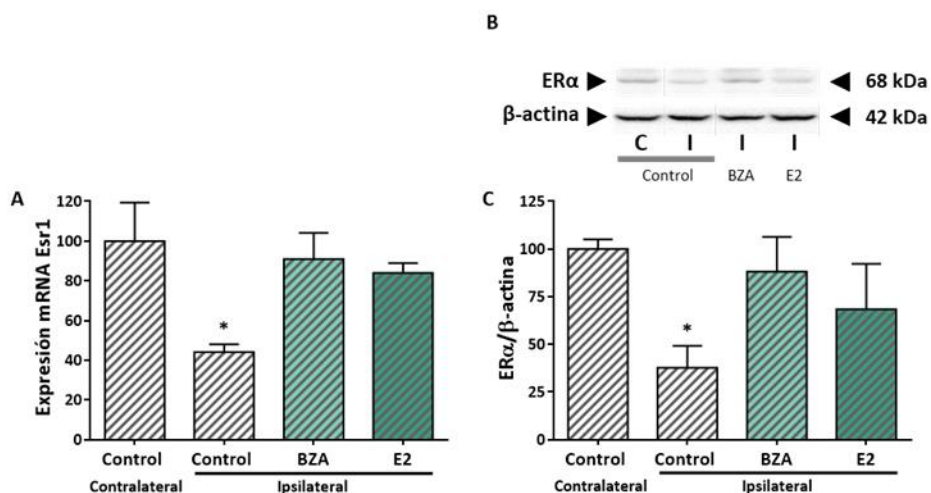 B
ERα ▶ ◀ 68 kDa
β-actina ▶ ◀ 42 kDa
C I I I
Control BZA E2
A
Expresión mRNA Esr1
120
100
80
60
40
20
0
*
Control Control BZA E2
Contralateral Ipsilateral
C
ERα/β-actina
125
100
75
50
25
0
*
Control Control BZA E2
Contralateral Ipsilateral